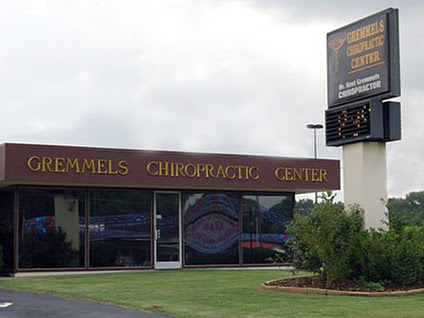 GREMMELS CHIROPRACTIC CENTER
GREMMELS
CHIROPRACTIC
CENTER
Dr. Kent Gremmels
CHIROPRACTOR